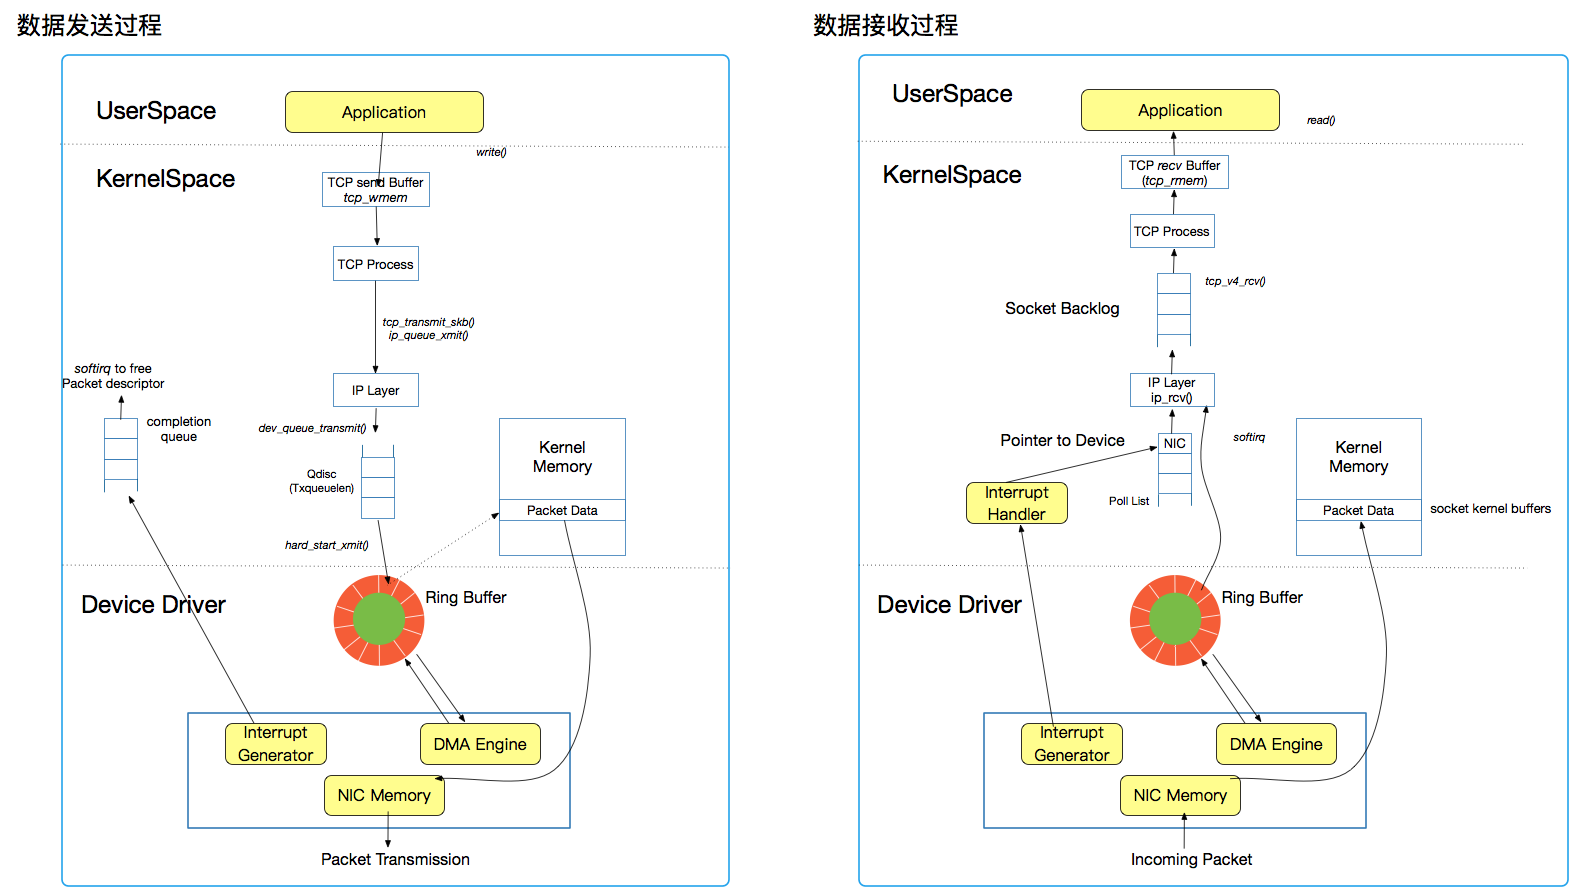 数据发送过程
UserSpace
Application
write()
KernelSpace
TCP send Buffer
tcp_wmem
TCP Process
tcp_transmit_skb()
ip_queue_xmit()
softirq to free
Packet descriptor
IP Layer
completion
queue
dev_queue_transmit()
Kernel
Memory
Qdisc
(Txqueuelen)
Packet Data
hard_start_xmit()
Device Driver
Ring Buffer
Interrupt
Generator
DMA Engine
NIC Memory
Packet Transmission
数据接收过程
UserSpace
Application
read()
KernelSpace
TCP recv Buffer
(tcp_rmem)
TCP Process
tcp_v4_rcv()
Socket Backlog
IP Layer
ip_rcv()
Pointer to Device
NIC
softirq
Kernel
Memory
Interrupt
Handler
Poll List
Packet Data
socket kernel buffers
Device Driver
Ring Buffer
Interrupt
Generator
DMA Engine
NIC Memory
Incoming Packet